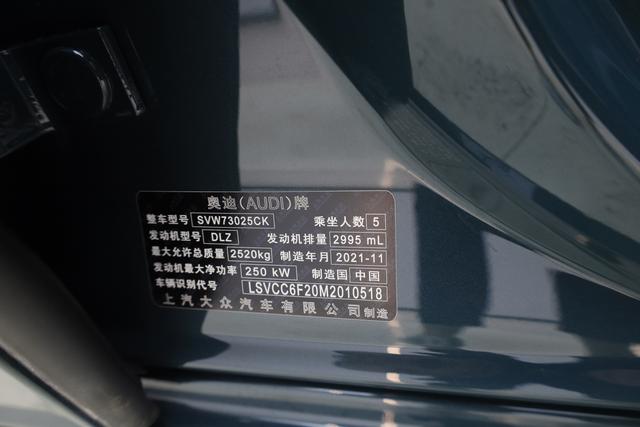 奥迪(AUDI)牌
整车型号 SVW73025CK 乘坐人数 5
发动机型号 DLZ 发动机排量 2995 mL
最大允许总质量 2520kg 制造年月 2021-11
发动机最大净功率 250 kW 制造国 中国
车辆识别代号 LSVCC6F20M2010518
上汽大众汽车有限公司制造